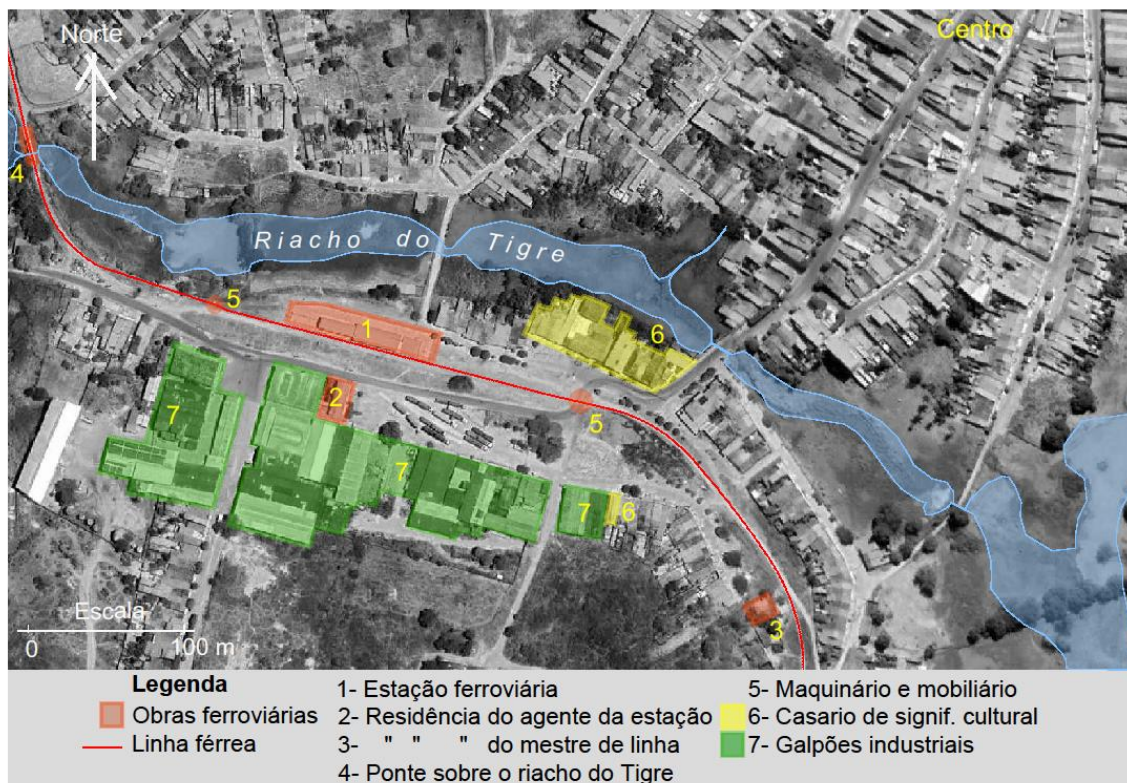 Norte
Centro
4
Riacho do Tigre
5
1
6
2
5
7
7
7
6
3
Escala
0 100 m
Legenda
Obras ferroviárias
Linha férrea
1- Estação ferroviária
2- Residência do agente da estação
3- " " " do mestre de linha
4- Ponte sobre o riacho do Tigre
5- Maquinário e mobiliário
6- Casario de signif. cultural
7- Galpões industriais